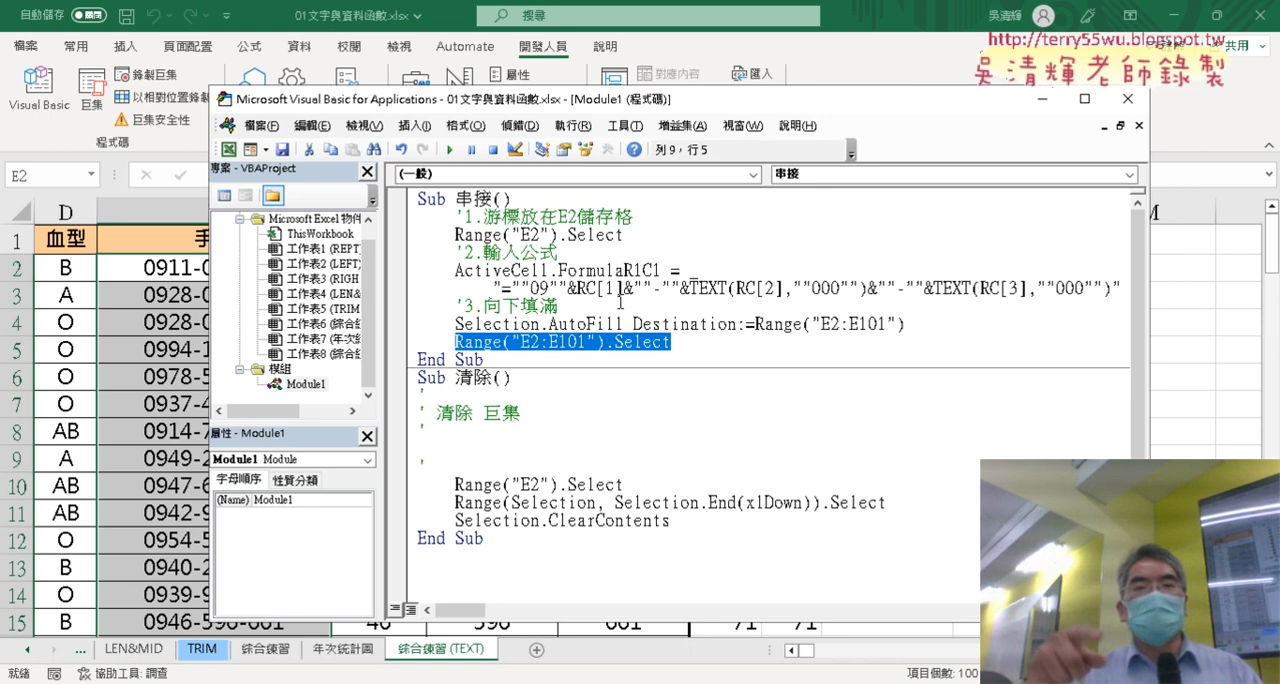 自動儲存
01文字與資料函數.xlsx
搜尋
吳清輝
檔案 常用 插入 頁面配置 公式 資料 校閱 檢視 Automate 開發人員 說明
共用
http://terry55wu.blogspot.tw
吳清輝老師錄製
Visual Basic
巨集
錄製巨集
以相對位置錄製
巨集安全性
程式碼
屬性
對應內容
匯入
Microsoft Visual Basic for Applications - 01文字與資料函數.xlsx - [Module1 (程式碼)]
檔案(F) 編輯(E) 檢視(V) 插入(I) 格式(O) 偵錯(D) 執行(R) 工具(T) 增益集(A) 視窗(W) 說明(H)
列 9，行 5
E2
專案 - VBAProject
(一般)
串接
Microsoft Excel 物件
ThisWorkbook
工作表1 (REPT
工作表2 (LEFT)
工作表3 (RIGH
工作表4 (LEN&
工作表5 (TRIM
工作表6 (綜合
工作表7 (年次
工作表8 (綜合
模組
Module1
屬性 - Module1
Module1 Module
字母順序 性質分類
(Name) Module1
Sub 串接()
'1.游標放在E2儲存格
Range("E2").Select
'2.輸入公式
ActiveCell.FormulaR1C1 = _
"=""09""&RC[1]&""-""&TEXT(RC[2],""000"")&""-""&TEXT(RC[3],""000"")"
'3.向下填滿
Selection.AutoFill Destination:=Range("E2:E101")
Range("E2:E101").Select
End Sub
Sub 清除()
'
' 清除 巨集
'
'
Range("E2").Select
Range(Selection, Selection.End(xlDown)).Select
Selection.ClearContents
End Sub
D
M
1 血型 手
2 B 0911-0
3 A 0928-0
4 O 0928-0
5 O 0994-1
6 O 0978-5
7 O 0937-4
8 AB 0914-7
9 A 0949-2
10 AB 0947-6
11 AB 0942-9
12 O 0954-5
13 B 0940-2
14 O 0939-9
15 B 0946-596-661 46 596 661 71 71
... LEN&MID TRIM 綜合練習 年次統計圖 綜合練習 (TEXT)
就緒 協助工具: 調查 項目個數: 100